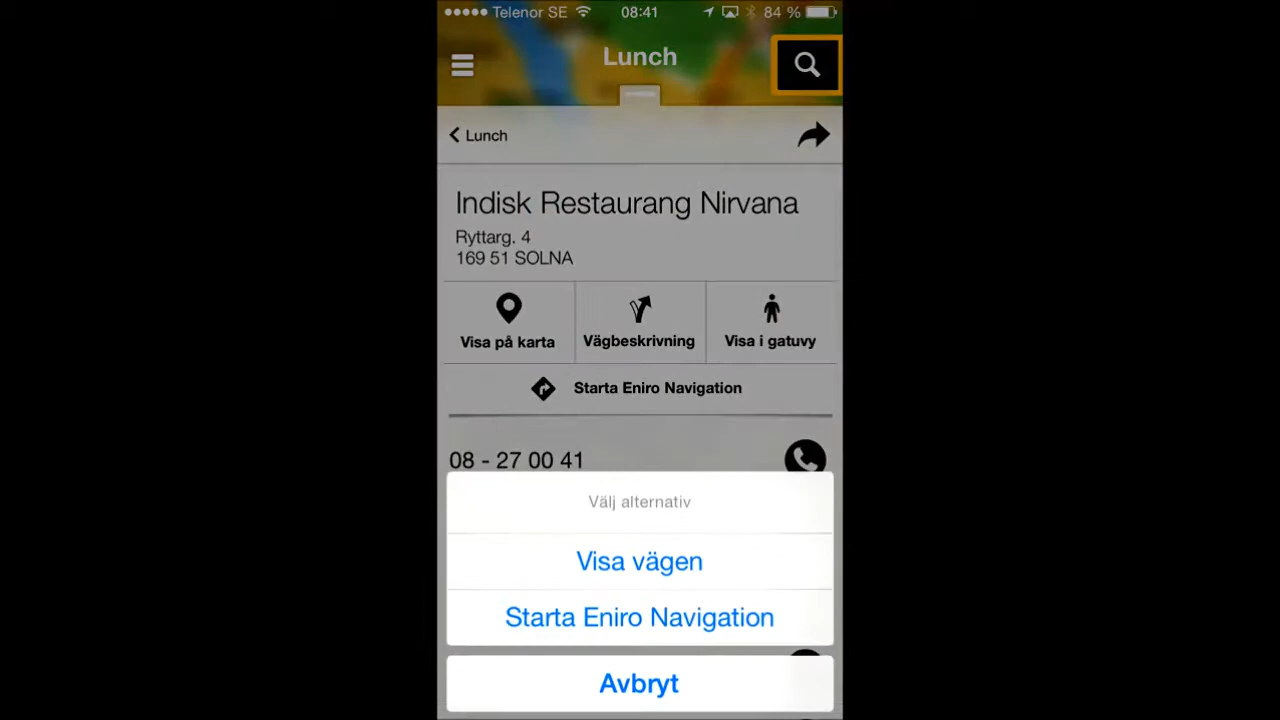 Telenor SE 08:41 84 %
Lunch
Lunch
Indisk Restaurang Nirvana
Ryttarg. 4
169 51 SOLNA
Visa på karta Vägbeskrivning Visa i gatuvy
Starta Eniro Navigation
08 - 27 00 41
Välj alternativ
Visa vägen
Starta Eniro Navigation
Avbryt